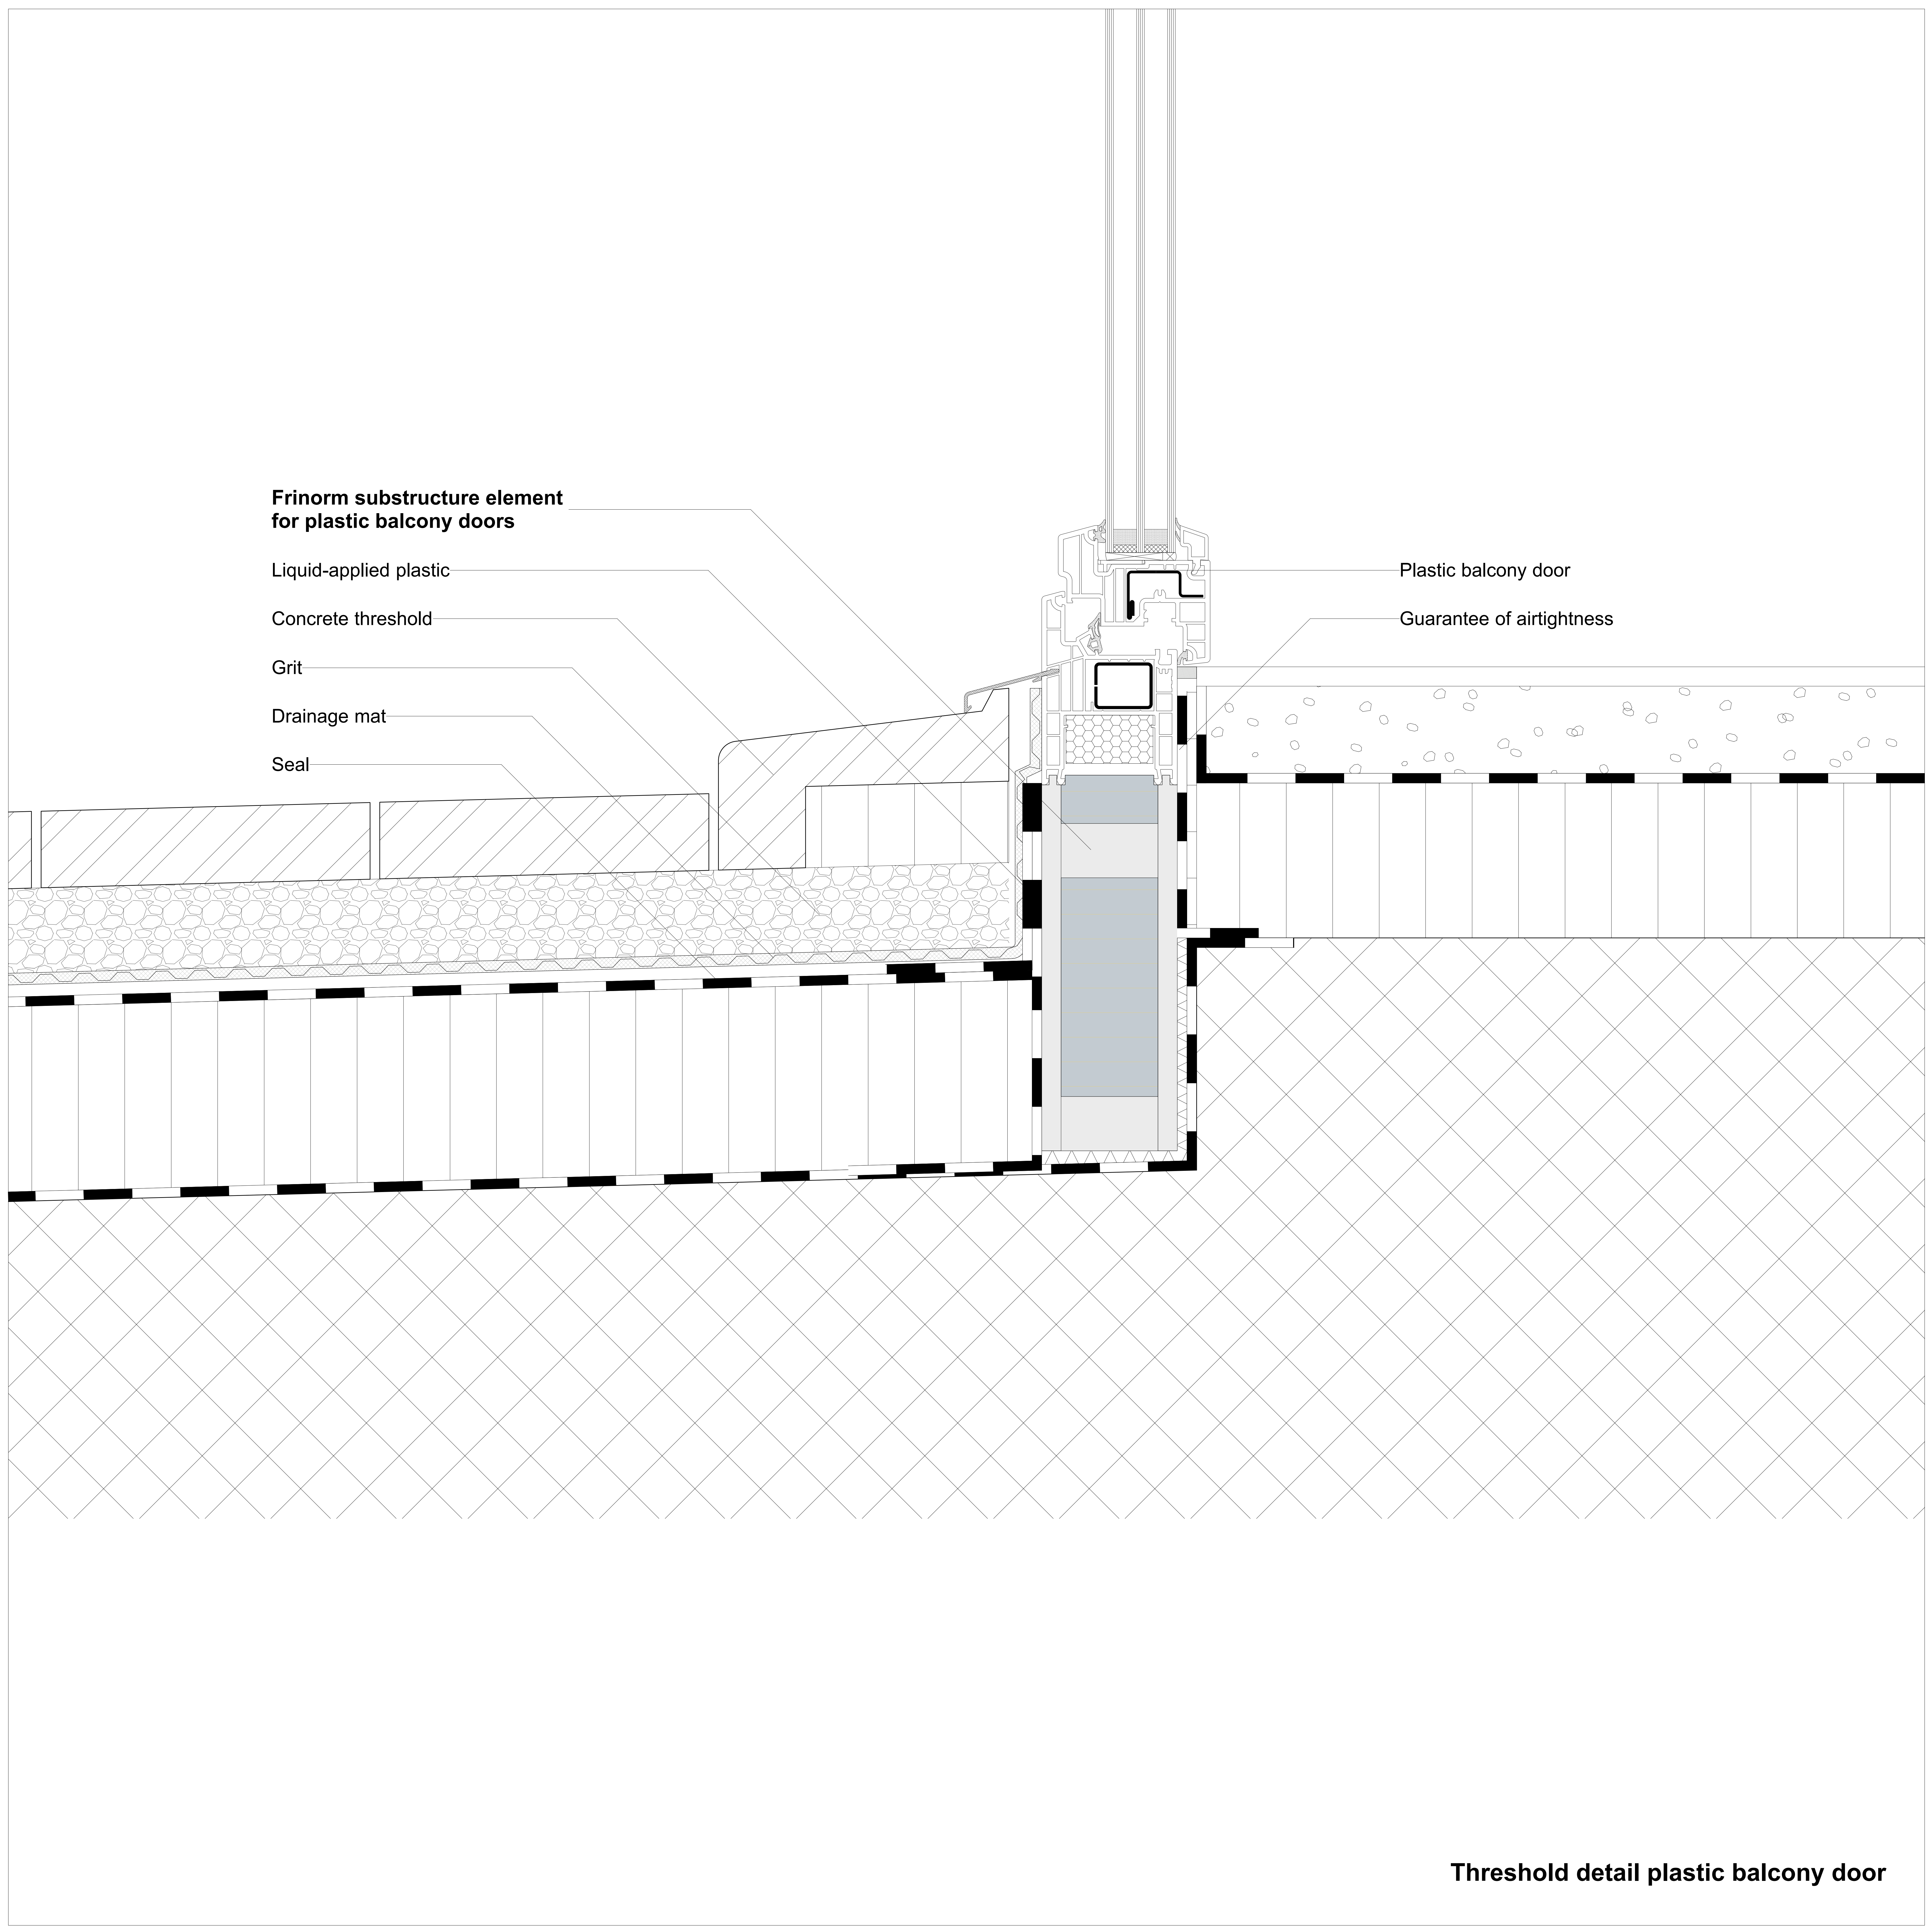 Frinorm substructure element
for plastic balcony doors
Liquid-applied plastic
Concrete threshold
Grit
Drainage mat
Seal
Plastic balcony door
Guarantee of airtightness
Threshold detail plastic balcony door